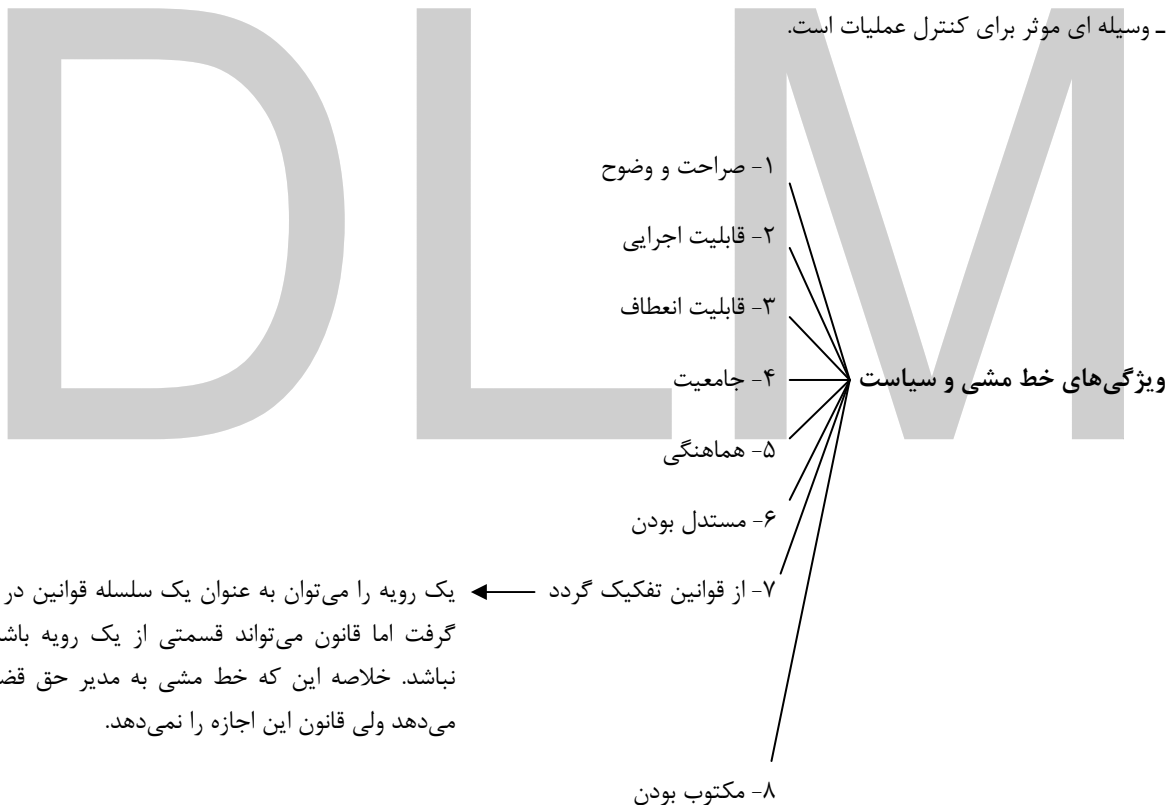 ـ وسیله ای موثر برای کنترل عملیات است.
۱- صراحت و وضوح
۲- قابلیت اجرایی
۳- قابلیت انعطاف
ویژگی‌های خط مشی و سیاست
۴- جامعیت
۵- هماهنگی
۶- مستدل بودن
۷- از قوانین تفکیک گردد
یک رویه را می‌توان به عنوان یک سلسله قوانین در
گرفت اما قانون می‌تواند قسمتی از یک رویه
نباشد. خلاصه این که خط مشی به مدیر حق
می‌دهد ولی قانون این اجازه را نمی‌دهد.
۸- مکتوب بودن
DLM